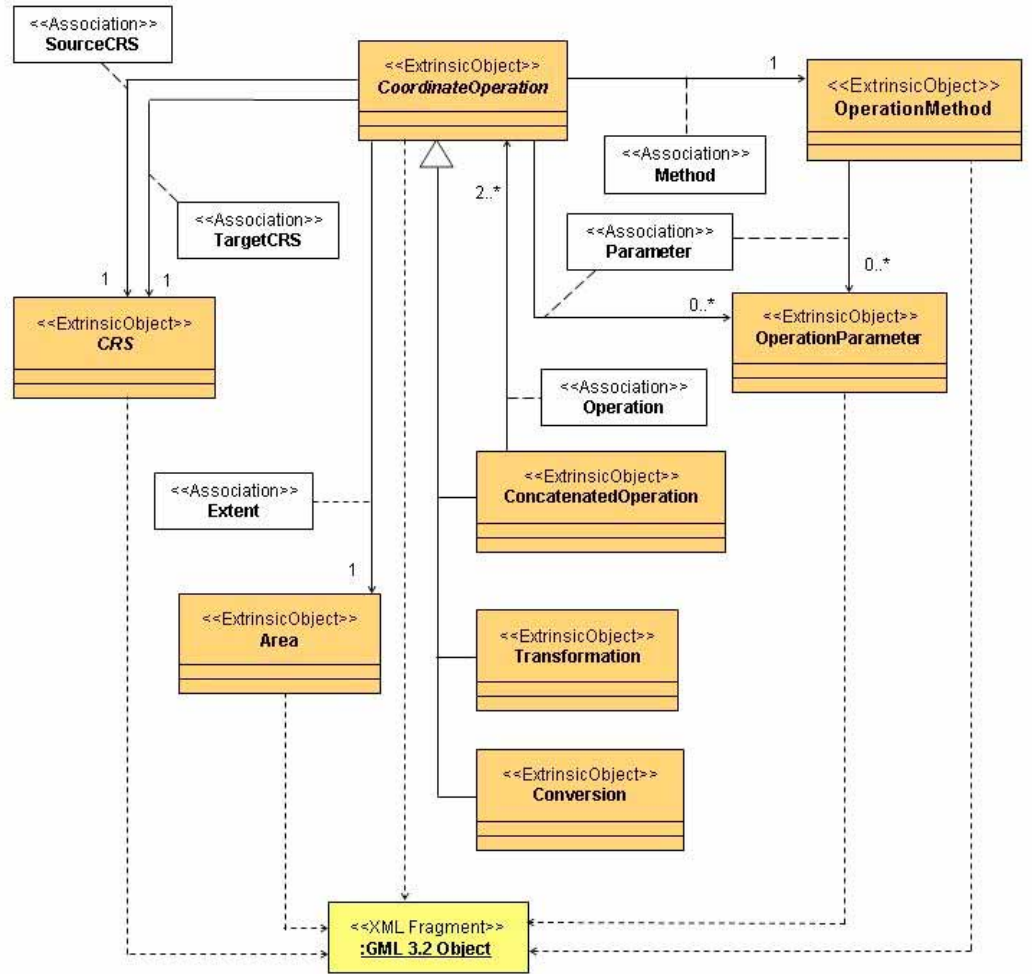 <<Association>>
SourceCRS
<<ExtrinsicObject>>
CoordinateOperation
1
<<ExtrinsicObject>>
OperationMethod
<<Association>>
Method
2..*
<<Association>>
TargetCRS
<<Association>>
Parameter
1
1
0..*
0..*
<<ExtrinsicObject>>
CRS
<<ExtrinsicObject>>
OperationParameter
<<Association>>
Operation
<<ExtrinsicObject>>
ConcatenatedOperation
<<Association>>
Extent
1
<<ExtrinsicObject>>
Area
<<ExtrinsicObject>>
Transformation
<<ExtrinsicObject>>
Conversion
<<XML Fragment>>
:GML 3.2 Object